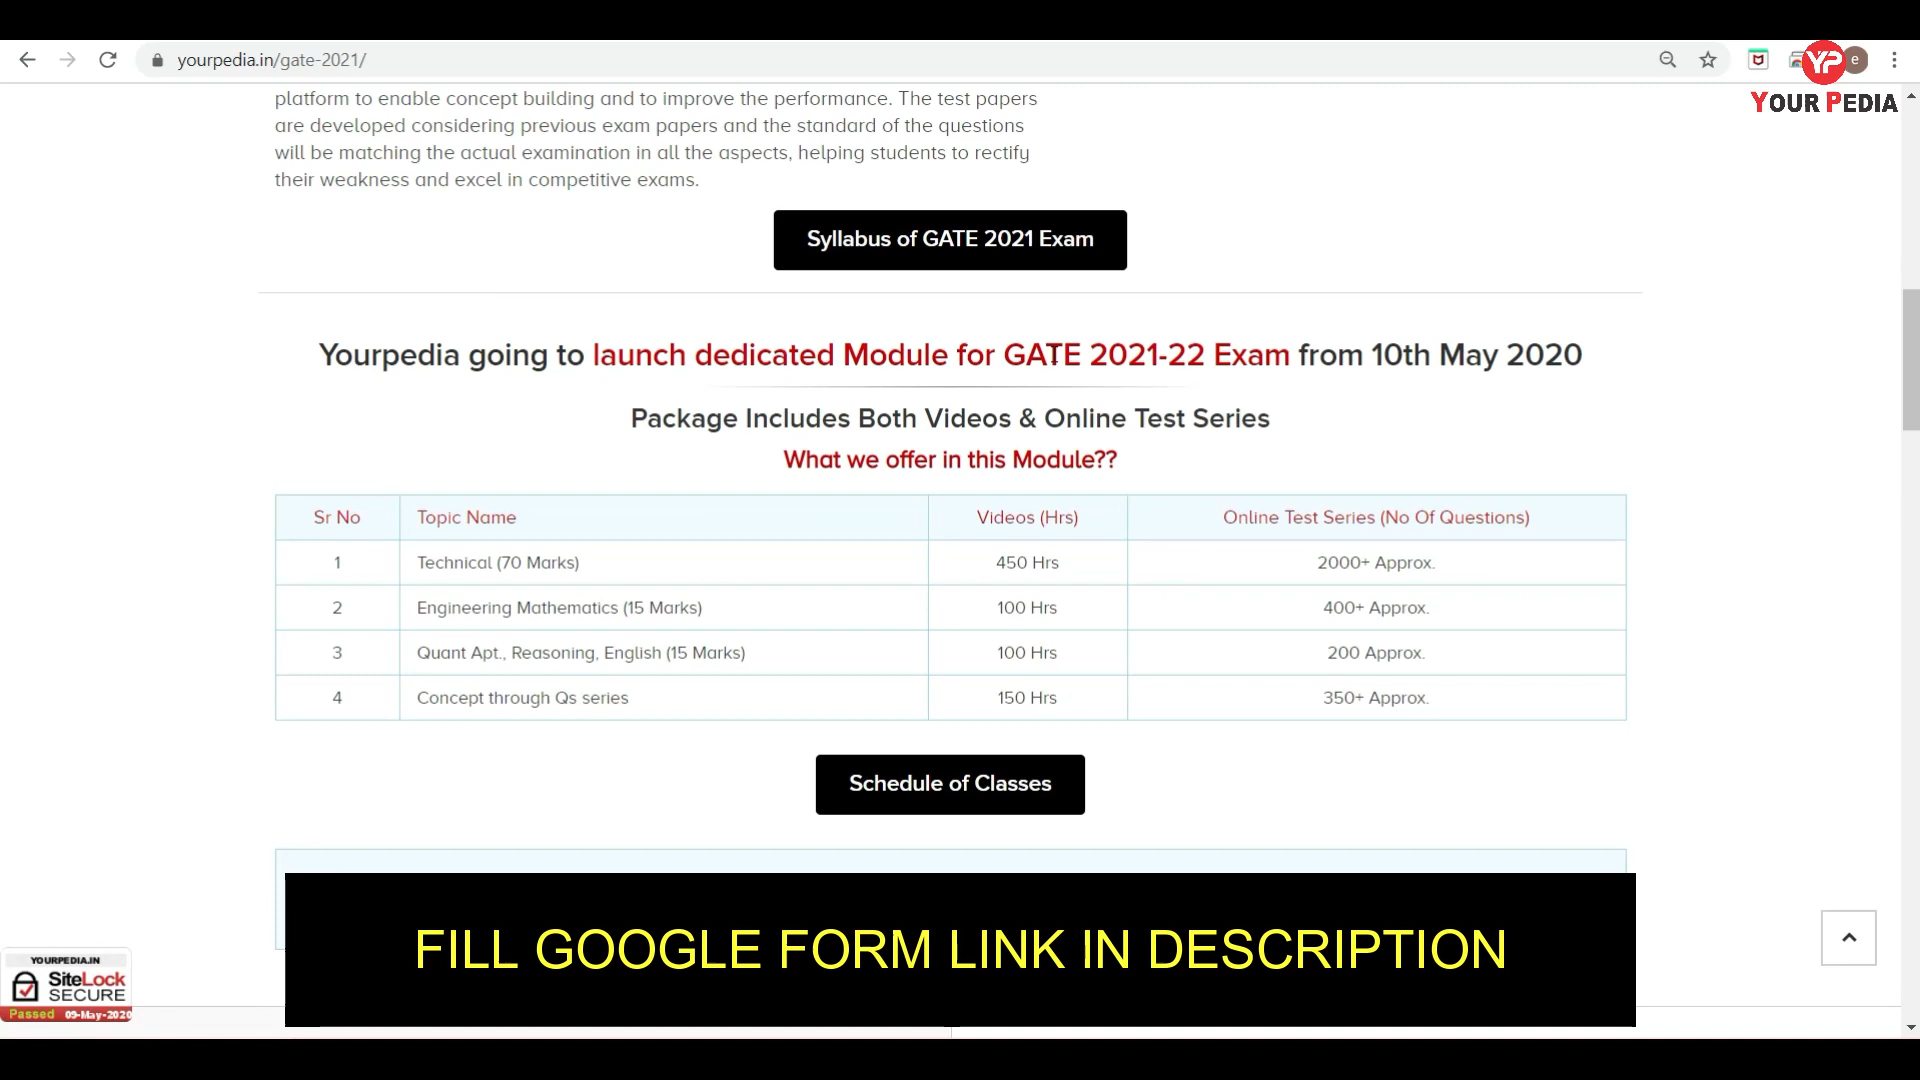 yourpedia.in/gate-2021/
e
YP
YOUR PEDIA
platform to enable concept building and to improve the performance. The test papers
are developed considering previous exam papers and the standard of the questions
will be matching the actual examination in all the aspects, helping students to rectify
their weakness and excel in competitive exams.
Syllabus of GATE 2021 Exam
Yourpedia going to launch dedicated Module for GATE 2021-22 Exam from 10th May 2020
Package Includes Both Videos & Online Test Series
What we offer in this Module??
Sr No Topic Name Videos (Hrs) Online Test Series (No Of Questions)
1 Technical (70 Marks) 450 Hrs 2000+ Approx.
2 Engineering Mathematics (15 Marks) 100 Hrs 400+ Approx.
3 Quant Apt., Reasoning, English (15 Marks) 100 Hrs 200 Approx.
4 Concept through Qs series 150 Hrs 350+ Approx.
Schedule of Classes
FILL GOOGLE FORM LINK IN DESCRIPTION
YOURPEDIA.IN
SiteLock
SECURE
Passed 09-May-2020